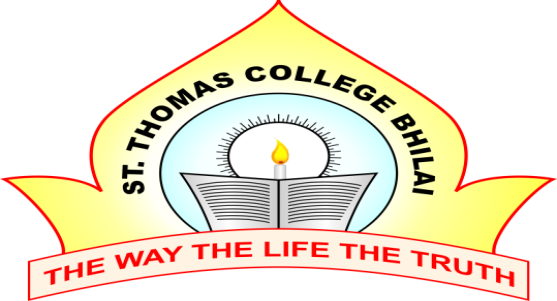 ST. THOMAS COLLEGE BHILAI
THE WAY THE LIFE THE TRUTH